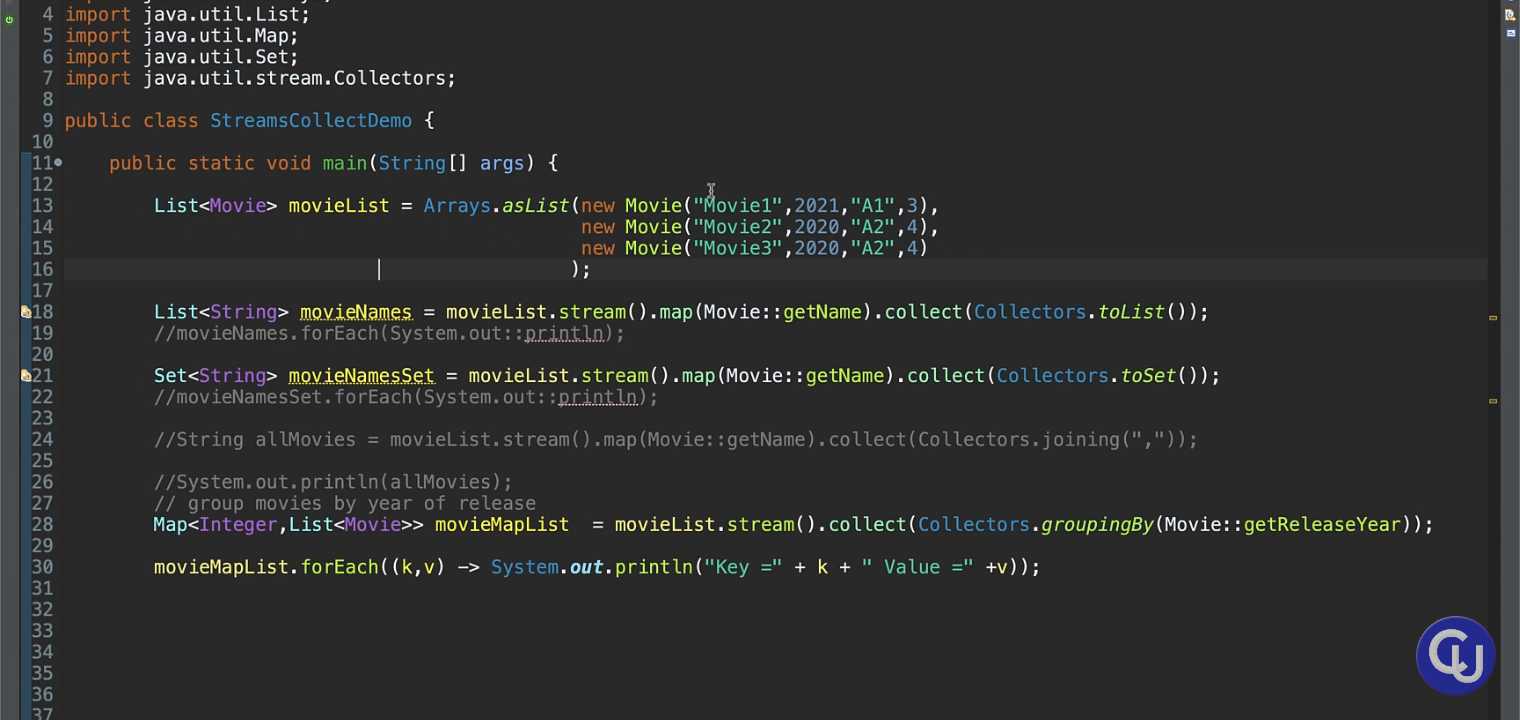 4 import java.util.List;
5 import java.util.Map;
6 import java.util.Set;
7 import java.util.stream.Collectors;
8
9 public class StreamsCollectDemo {
10
11 public static void main(String[] args) {
12
13 List<Movie> movieList = Arrays.asList(new Movie("Movie1",2021,"A1",3),
14 new Movie("Movie2",2020,"A2",4),
15 new Movie("Movie3",2020,"A2",4)
16 );
17
18 List<String> movieNames = movieList.stream().map(Movie::getName).collect(Collectors.toList());
19 //movieNames.forEach(System.out::println);
20
21 Set<String> movieNamesSet = movieList.stream().map(Movie::getName).collect(Collectors.toSet());
22 //movieNamesSet.forEach(System.out::println);
23
24 //String allMovies = movieList.stream().map(Movie::getName).collect(Collectors.joining(","));
25
26 //System.out.println(allMovies);
27 // group movies by year of release
28 Map<Integer,List<Movie>> movieMapList  = movieList.stream().collect(Collectors.groupingBy(Movie::getReleaseYear));
29
30 movieMapList.forEach((k,v) -> System.out.println("Key =" + k + " Value =" +v));
31
32
33
34
35
36
37
CU